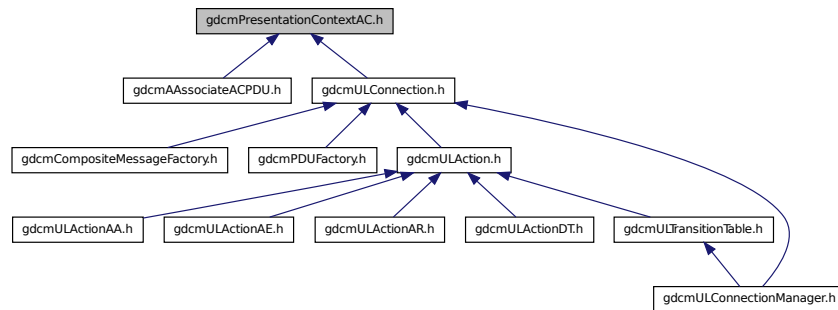 gdcmPresentationContextAC.h
gdcmAAssociateACPDU.h
gdcmULConnection.h
gdcmCompositeMessageFactory.h
gdcmPDUFactory.h
gdcmULAction.h
gdcmULActionAA.h
gdcmULActionAE.h
gdcmULActionAR.h
gdcmULActionDT.h
gdcmULTransitionTable.h
gdcmULConnectionManager.h